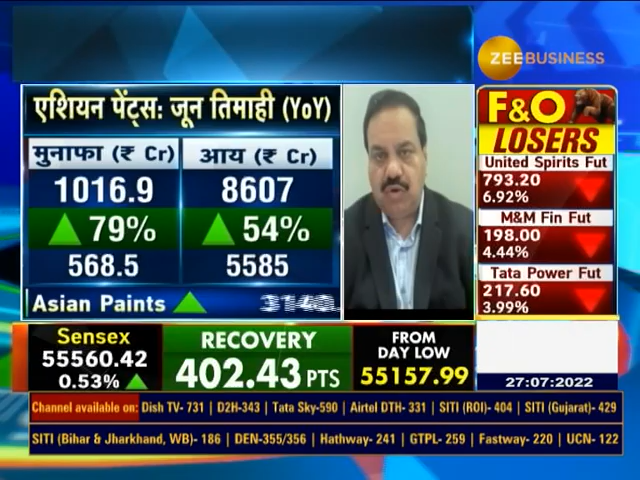 ZEE BUSINESS
एशियन पेंट्स: जून तिमाही (YoY)
मुनाफा (₹ Cr) आय (₹ Cr)
1016.9 8607
79% 54%
568.5 5585
Asian Paints
F&O
LOSERS
United Spirits Fut
793.20
6.92%
M&M Fin Fut
198.00
4.44%
Tata Power Fut
217.60
3.99%
Sensex
55560.42
0.53%
RECOVERY
402.43 PTS
FROM
DAY LOW
55157.99
27:07:2022
Channel available on: Dish TV- 731 | D2H-343 | Tata Sky-590 | Airtel DTH- 331 | SITI (ROI)- 404 | SITI (Gujarat)- 429
SITI (Bihar & Jharkhand, WB)- 186 | DEN-355/356 | Hathway- 241 | GTPL- 259 | Fastway- 220 | UCN- 122